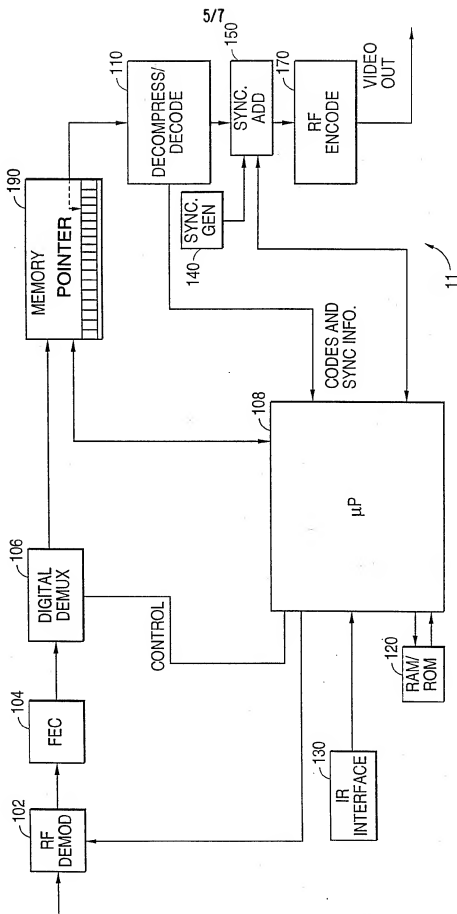 5/7
102
RF
DEMOD
104
FEC
106
DIGITAL
DEMUX
CONTROL
190
MEMORY
POINTER
110
DECOMPRESS/
DECODE
150
SYNC.
ADD
170
RF
ENCODE
VIDEO
OUT
SYNC.
GEN
140
CODES AND
SYNC INFO.
108
µP
130
IR
INTERFACE
120
RAM/
ROM
11